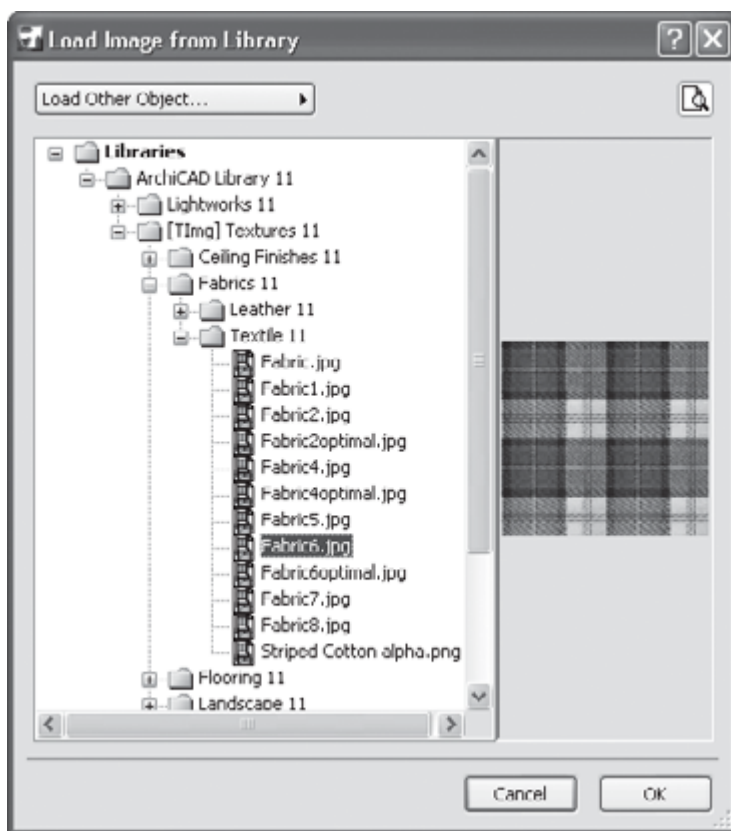 Load Image from Library
Load Other Object...
Libraries
ArchiCAD Library 11
Lightworks 11
[TImg] Textures 11
Ceiling Finishes 11
Fabrics 11
Leather 11
Textile 11
Fabric.jpg
Fabric1.jpg
Fabric2.jpg
Fabric2optimal.jpg
Fabric4.jpg
Fabric4optimal.jpg
Fabric5.jpg
Fabric6.jpg
Fabric6optimal.jpg
Fabric7.jpg
Fabric8.jpg
Striped Cotton alpha.png
Flooring 11
Landscape 11
Cancel
OK